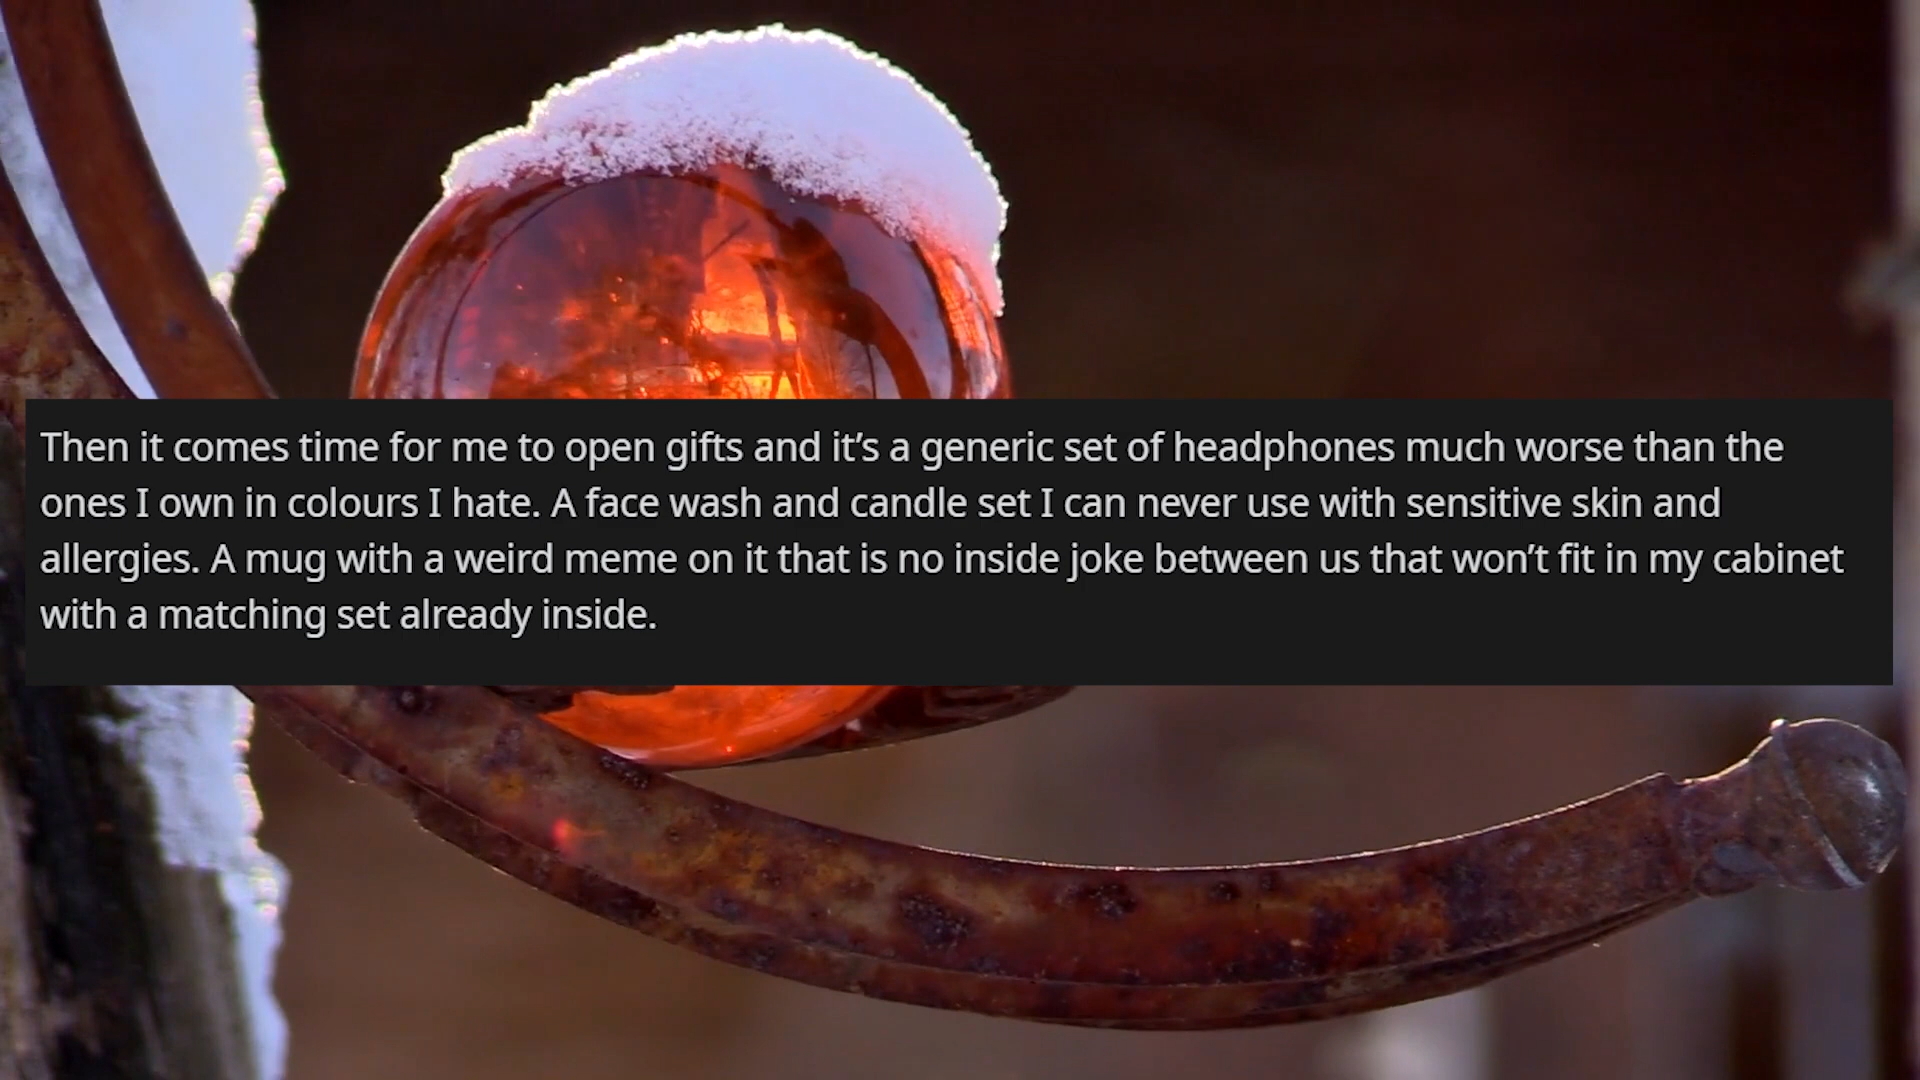 Then it comes time for me to open gifts and it’s a generic set of headphones much worse than the
ones I own in colours I hate. A face wash and candle set I can never use with sensitive skin and
allergies. A mug with a weird meme on it that is no inside joke between us that won’t fit in my cabinet
with a matching set already inside.